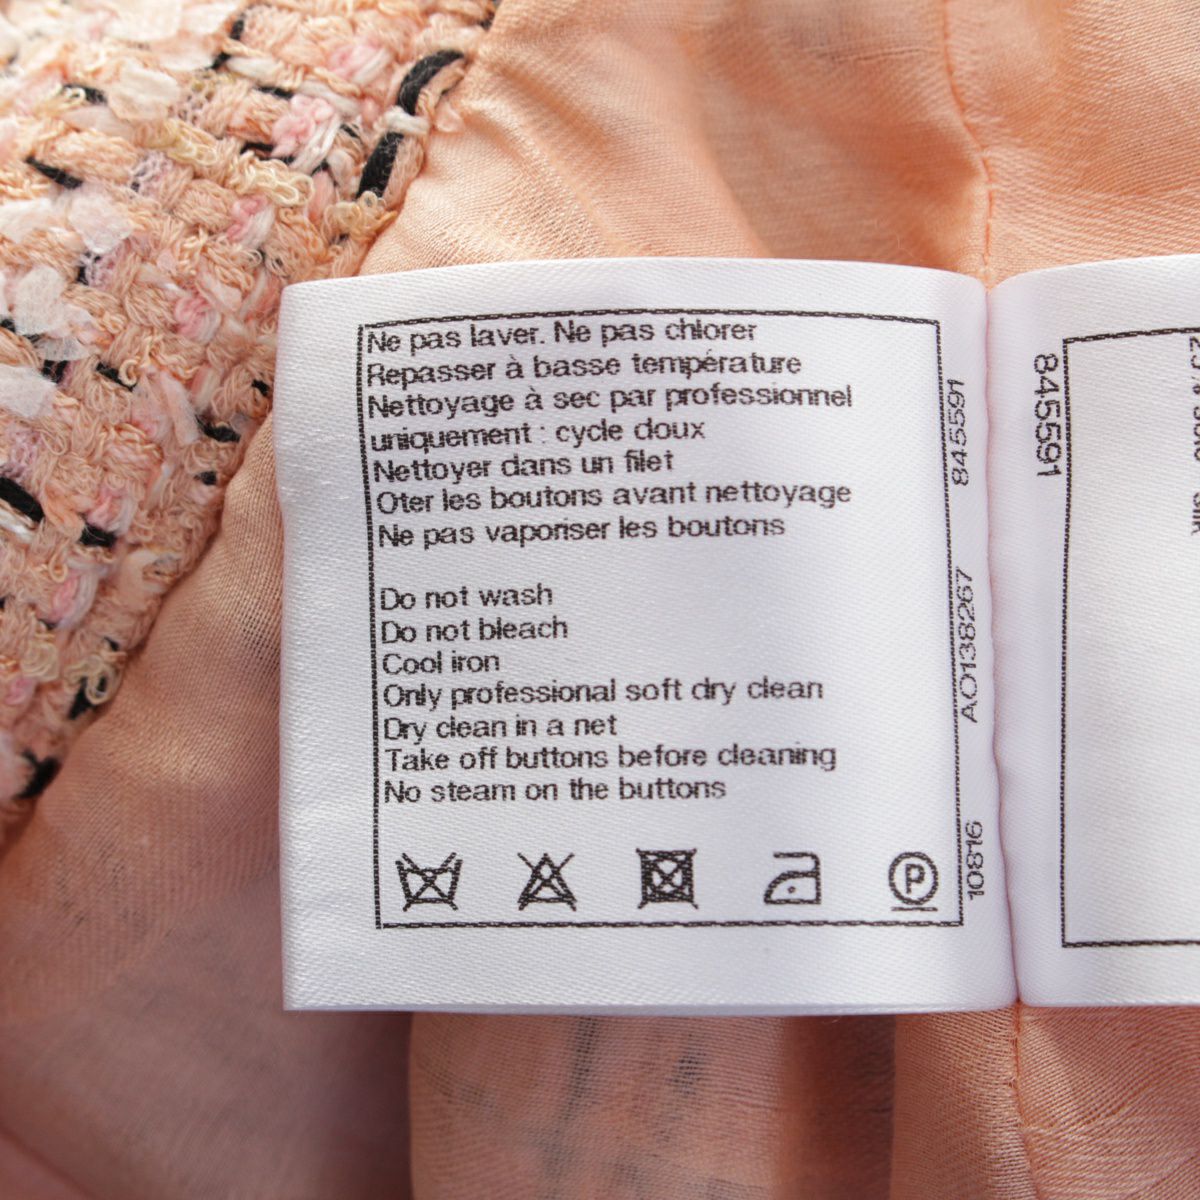 Ne pas laver. Ne pas chlorer
Repasser à basse température
Nettoyage à sec par professionnel
uniquement : cycle doux
Nettoyer dans un filet
Oter les boutons avant nettoyage
Ne pas vaporiser les boutons
Do not wash
Do not bleach
Cool iron
Only professional soft dry clean
Dry clean in a net
Take off buttons before cleaning
No steam on the buttons
P
845591
AO138267
10816
845591